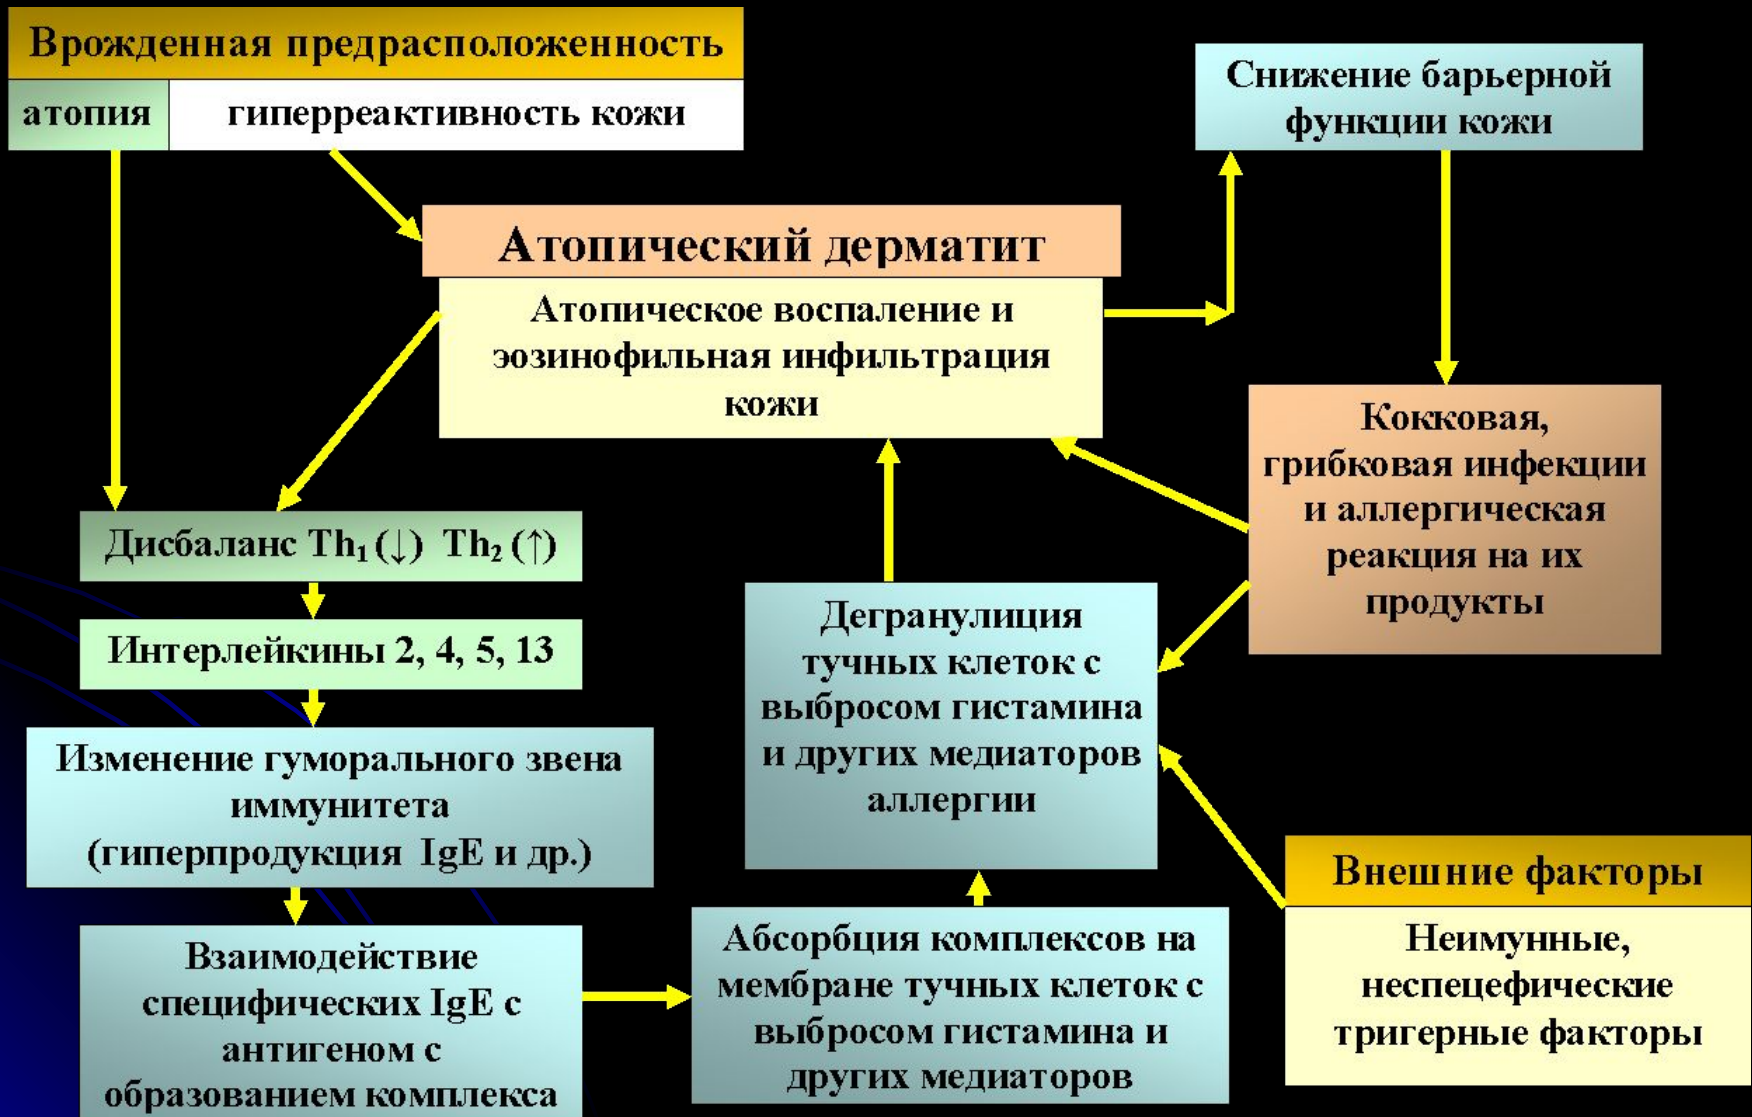 Врожденная предрасположенность
атопия
гиперреактивность кожи
Снижение барьерной
функции кожи
Атопический дерматит
Атопическое воспаление и
эозинофильная инфильтрация
кожи
Кокковая,
грибковая инфекции
и аллергическая
реакция на их
продукты
Дисбаланс Th₁ (↓) Th₂ (↑)
Интерлейкины 2, 4, 5, 13
Изменение гуморального звена
иммунитета
(гиперпродукция IgE и др.)
Взаимодействие
специфических IgE с
антигеном с
образованием комплекса
Дегранулиция
тучных клеток с
выбросом гистамина
и других медиаторов
аллергии
Абсорбция комплексов на
мембране тучных клеток с
выбросом гистамина и
других медиаторов
Внешние факторы
Неимунные,
неспецефические
тригерные факторы